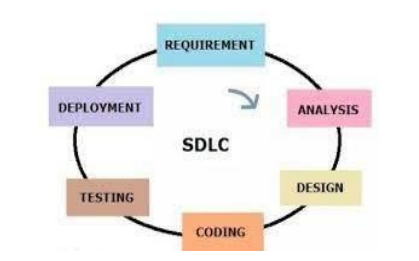 REQUIREMENT
ANALYSIS
DESIGN
CODING
TESTING
DEPLOYMENT
SDLC